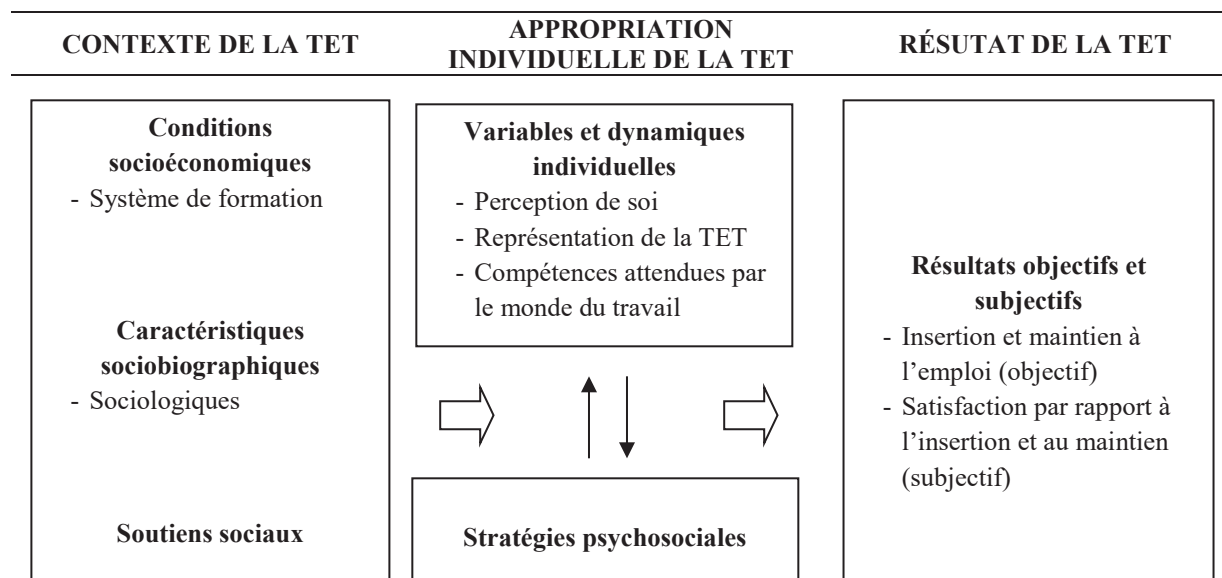 CONTEXTE DE LA TET
APPROPRIATION
INDIVIDUELLE DE LA TET
RÉSUTAT DE LA TET
Conditions
socioéconomiques
- Système de formation
Caractéristiques
sociobiographiques
- Sociologiques
Soutiens sociaux
Variables et dynamiques
individuelles
- Perception de soi
- Représentation de la TET
- Compétences attendues par
le monde du travail
Stratégies psychosociales
Résultats objectifs et
subjectifs
- Insertion et maintien à
l’emploi (objectif)
- Satisfaction par rapport à
l’insertion et au maintien
(subjectif)